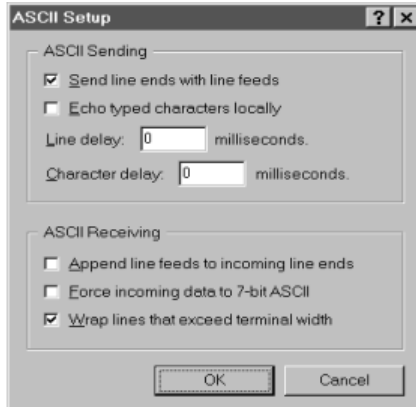 ASCII Setup
ASCII Sending
Send line ends with line feeds
Echo typed characters locally
Line delay: 0 milliseconds.
Character delay: 0 milliseconds.
ASCII Receiving
Append line feeds to incoming line ends
Force incoming data to 7-bit ASCII
Wrap lines that exceed terminal width
OK Cancel